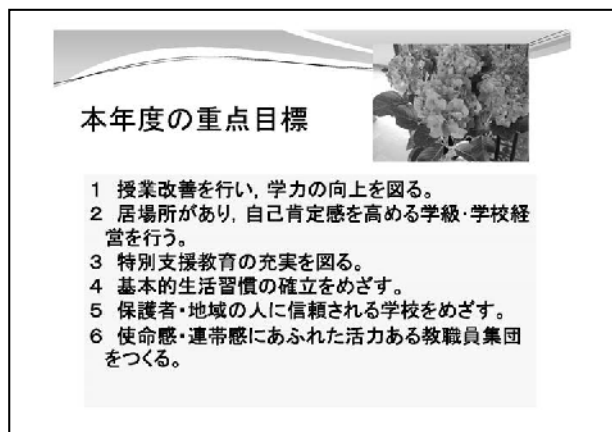 本年度の重点目標
1 授業改善を行い，学力の向上を図る。
2 居場所があり，自己肯定感を高める学級・学校経
営を行う。
3 特別支援教育の充実を図る。
4 基本的生活習慣の確立をめざす。
5 保護者・地域の人に信頼される学校をめざす。
6 使命感・連帯感にあふれた活力ある教職員集団
をつくる。